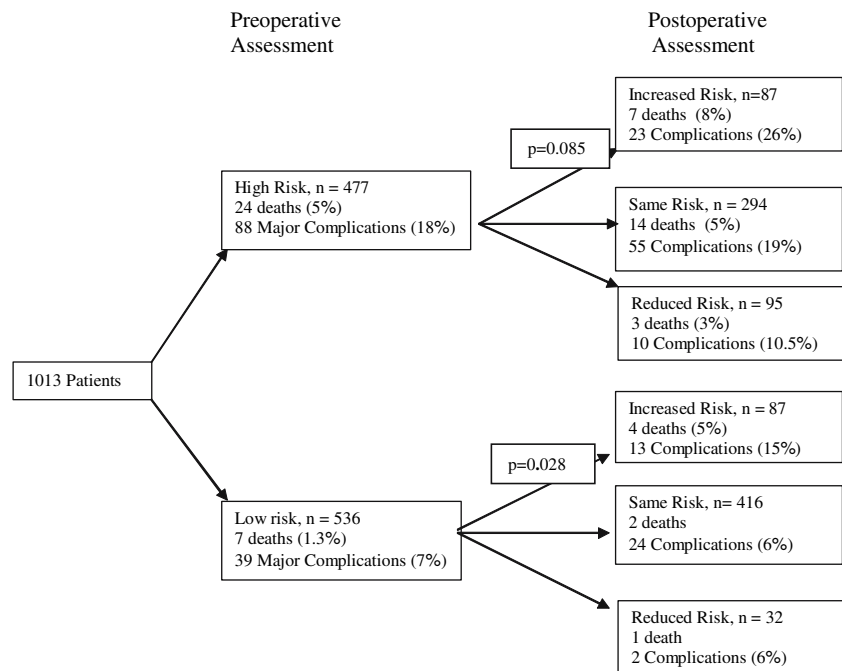 Preoperative
Assessment
Postoperative
Assessment
Increased Risk, n=87
7 deaths (8%)
23 Complications (26%)
p=0.085
High Risk, n = 477
24 deaths (5%)
88 Major Complications (18%)
Same Risk, n = 294
14 deaths (5%)
55 Complications (19%)
Reduced Risk, n = 95
3 deaths (3%)
10 Complications (10.5%)
1013 Patients
Increased Risk, n = 87
4 deaths (5%)
13 Complications (15%)
p=0.028
Low risk, n = 536
7 deaths (1.3%)
39 Major Complications (7%)
Same Risk, n= 416
2 deaths
24 Complications (6%)
Reduced Risk, n = 32
1 death
2 Complications (6%)